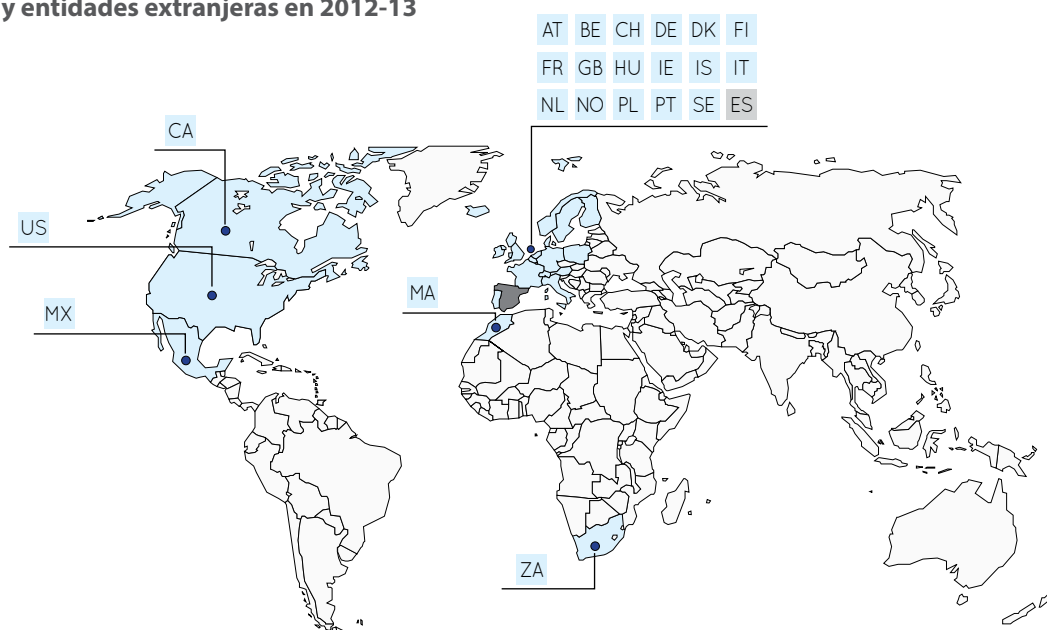 y entidades extranjeras en 2012-13
AT BE CH DE DK FI
FR GB HU IE IS IT
NL NO PL PT SE ES
CA
US
MA
MX
ZA